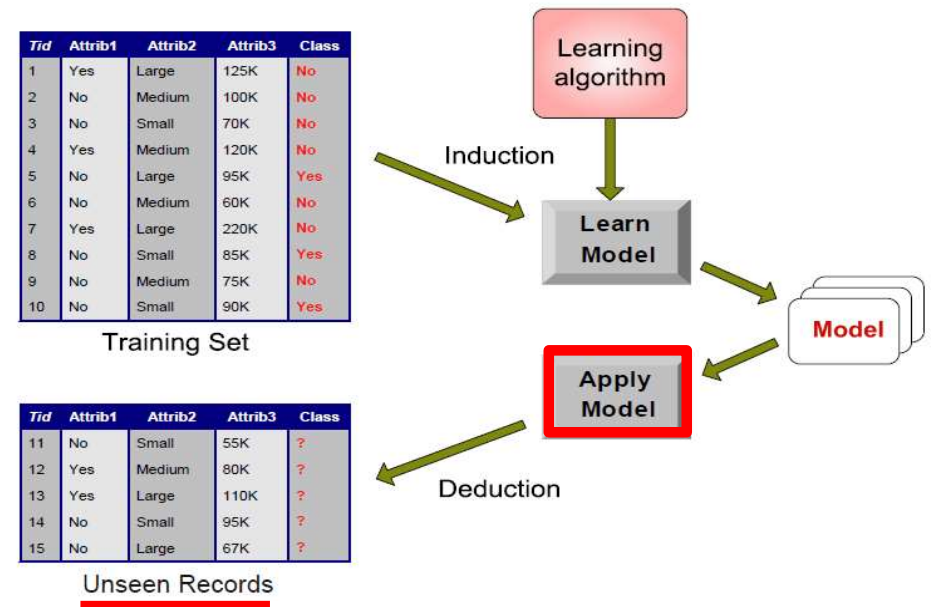 Tid Attrib1 Attrib2 Attrib3 Class
1 Yes Large 125K No
2 No Medium 100K No
3 No Small 70K No
4 Yes Medium 120K No
5 No Large 95K Yes
6 No Medium 60K No
7 Yes Large 220K No
8 No Small 85K Yes
9 No Medium 75K No
10 No Small 90K Yes
Training Set
Learning
algorithm
Induction
Learn
Model
Model
Apply
Model
Deduction
Tid Attrib1 Attrib2 Attrib3 Class
11 No Small 55K ?
12 Yes Medium 80K ?
13 Yes Large 110K ?
14 No Small 95K ?
15 No Large 67K ?
Unseen Records